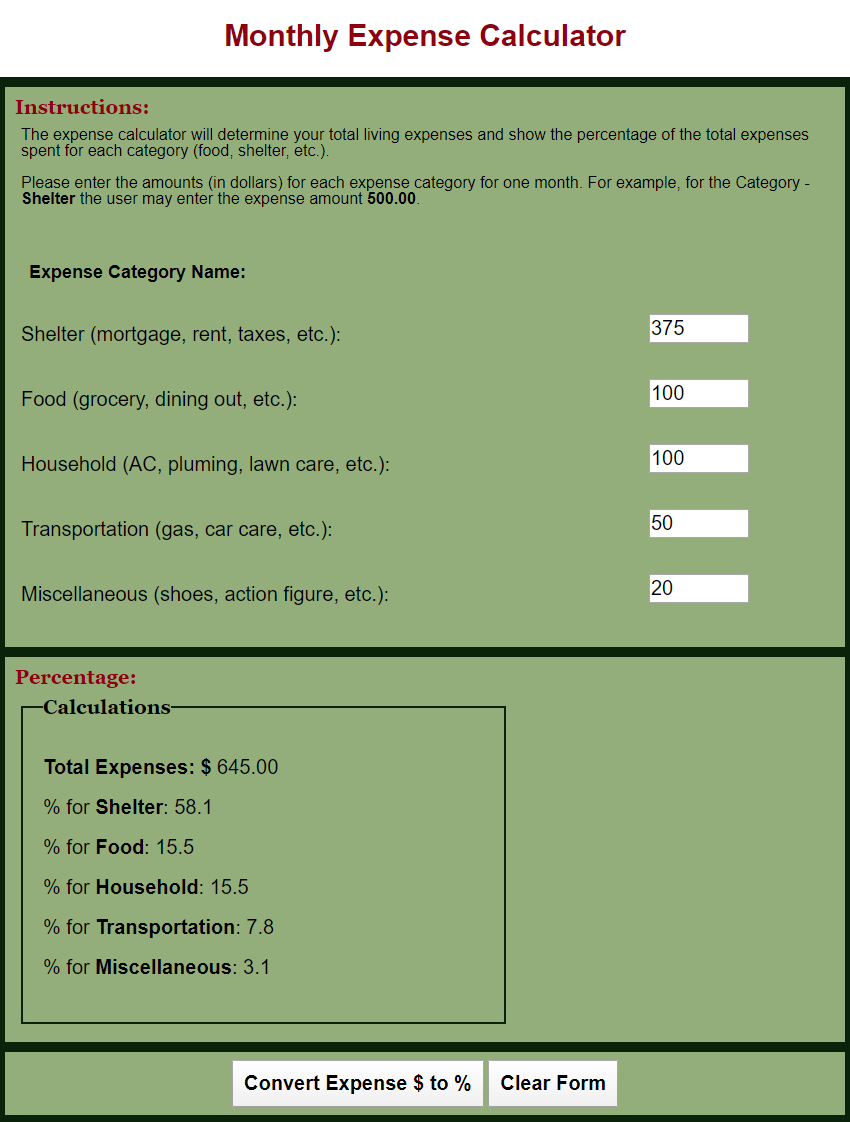 Monthly Expense Calculator
Instructions:
The expense calculator will determine your total living expenses and show the percentage of the total expenses
spent for each category (food, shelter, etc.).
Please enter the amounts (in dollars) for each expense category for one month. For example, for the Category -
Shelter the user may enter the expense amount 500.00.
Expense Category Name:
Shelter (mortgage, rent, taxes, etc.): 375
Food (grocery, dining out, etc.): 100
Household (AC, pluming, lawn care, etc.): 100
Transportation (gas, car care, etc.): 50
Miscellaneous (shoes, action figure, etc.): 20
Percentage:
Calculations
Total Expenses: $ 645.00
% for Shelter: 58.1
% for Food: 15.5
% for Household: 15.5
% for Transportation: 7.8
% for Miscellaneous: 3.1
Convert Expense $ to % Clear Form